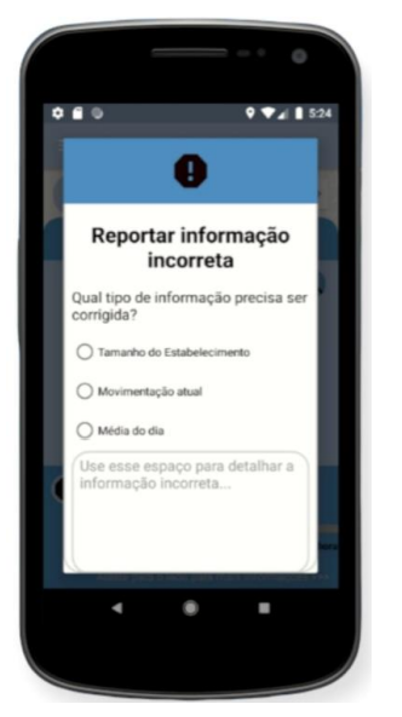 5:24
Reportar informação
incorreta
Qual tipo de informação precisa ser
corrigida?
Tamanho do Estabelecimento
Movimentação atual
Média do dia
Use esse espaço para detalhar a
informação incorreta...